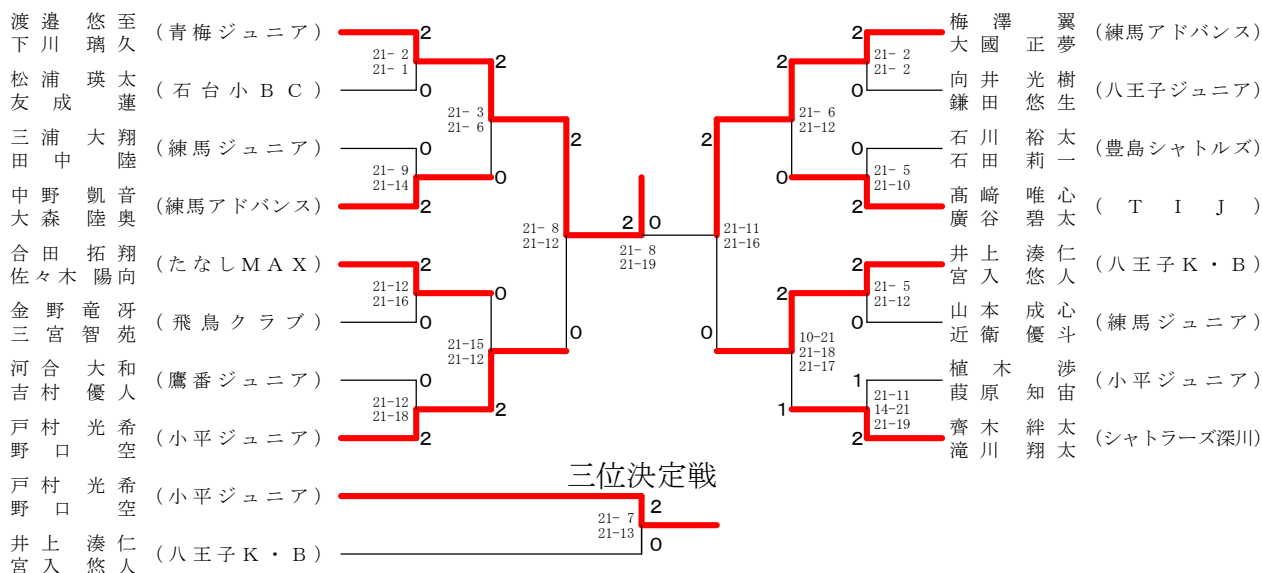 渡邉悠至
下川璃久
(青梅ジュニア)
2
21- 2
21- 1
松浦瑛太
友成蓮
(石台小BC)
0
2
21- 3
21- 6
三浦大翔
田中陸
(練馬ジュニア)
0
21- 9
21-14
中野凱音
大森陸奥
(練馬アドバンス)
2
0
2
21- 8
21-12
合田拓翔
佐々木陽向
(たなしMAX)
2
21-12
21-16
金野竜冴
三宮智苑
(飛鳥クラブ)
0
0
21-15
21-12
河合大和
吉村優人
(鷹番ジュニア)
0
21-12
21-18
戸村光希
野口空
(小平ジュニア)
2
2
0
2 0
21- 8
21-19
梅澤翼
大國正夢
(練馬アドバンス)
2
21- 2
21- 2
向井光樹
鎌田悠生
(八王子ジュニア)
0
2
21- 6
21-12
石川裕太
石田莉一
(豊島シャトルズ)
0
21- 5
21-10
髙﨑唯心
廣谷碧太
(TIJ)
2
0
2
21-11
21-16
井上湊仁
宮入悠人
(八王子K・B)
2
21- 5
21-12
山本成心
近衛優斗
(練馬ジュニア)
0
2
10-21
21-18
21-17
植木渉
葭原知宙
(小平ジュニア)
1
21-11
14-21
21-19
齊木絆太
滝川翔太
(シャトラーズ深川)
2
1
0
三位決定戦
戸村光希
野口空
(小平ジュニア)
2
21- 7
21-13
井上湊仁
宮入悠人
(八王子K・B)
0